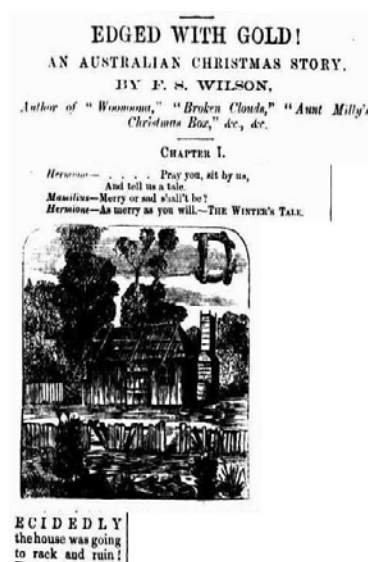 EDGED WITH GOLD!
AN AUSTRALIAN CHRISTMAS STORY.
BY F. S. WILSON,
Author of "Woonoona," "Broken Clouds," "Aunt Milly's
Christmas Box," &c., &c.
CHAPTER I.
Hermione— . . . . Pray you, sit by us,
And tell us a tale.
Mamilius—Merry or sad shall't be?
Hermione—As merry as you will.—THE WINTER'S TALE.
D
ECIDEDLY
the house was going
to rack and ruin!